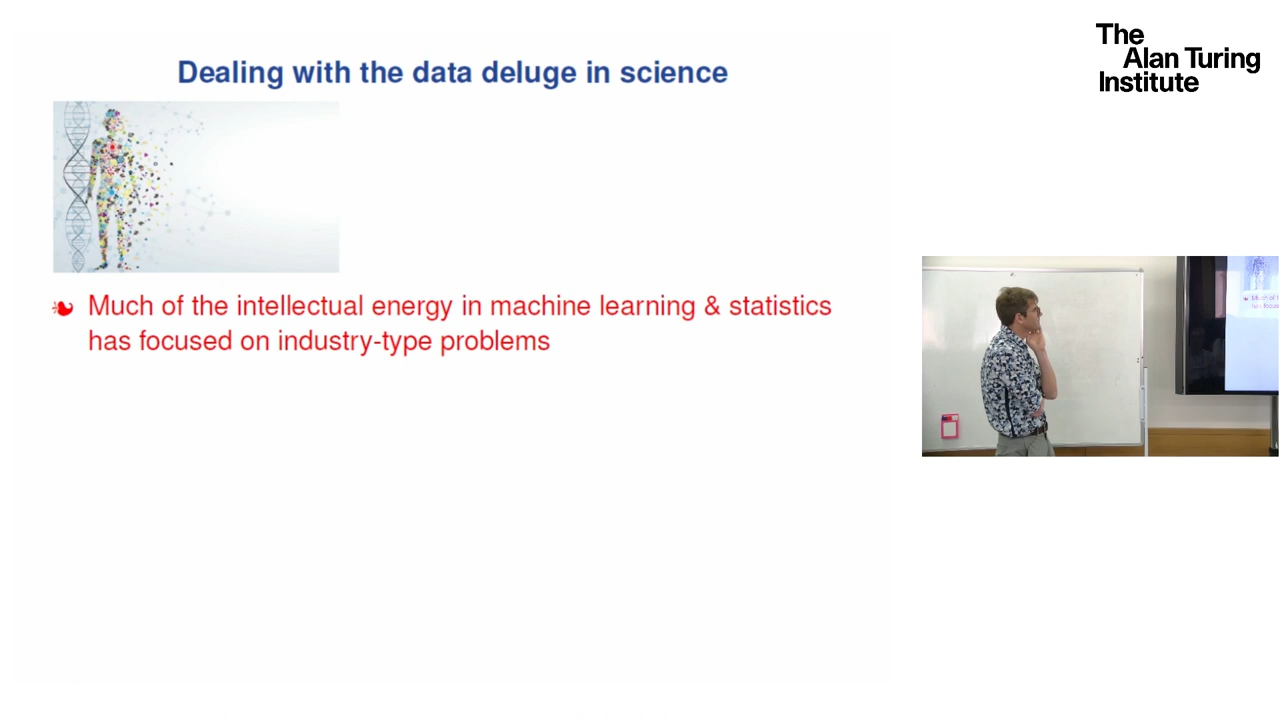 Dealing with the data deluge in science
Much of the intellectual energy in machine learning & statistics
has focused on industry-type problems
The
Alan Turing
Institute